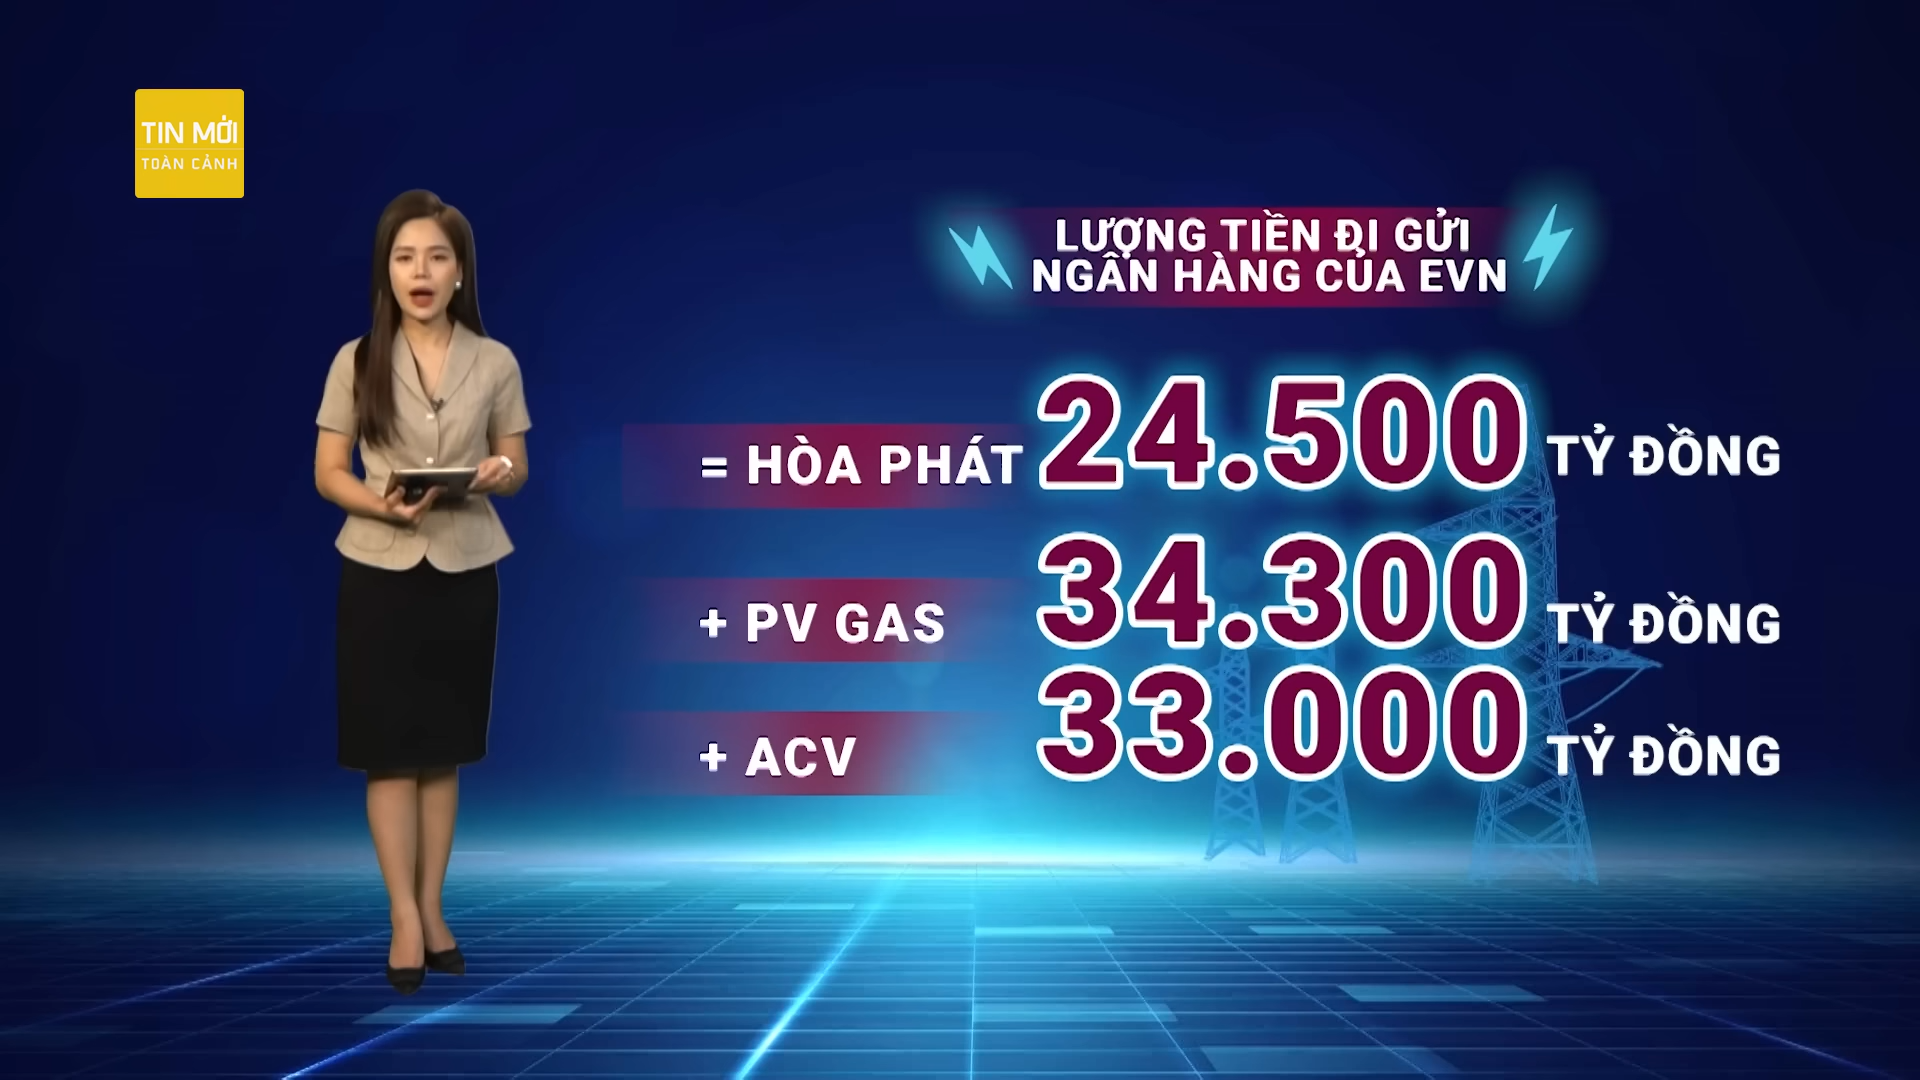 TIN MỚI
TOÀN CẢNH
LƯỢNG TIỀN ĐI GỬI
NGÂN HÀNG CỦA EVN
= HÒA PHÁT 24.500 TỶ ĐỒNG
+ PV GAS 34.300 TỶ ĐỒNG
+ ACV 33.000 TỶ ĐỒNG